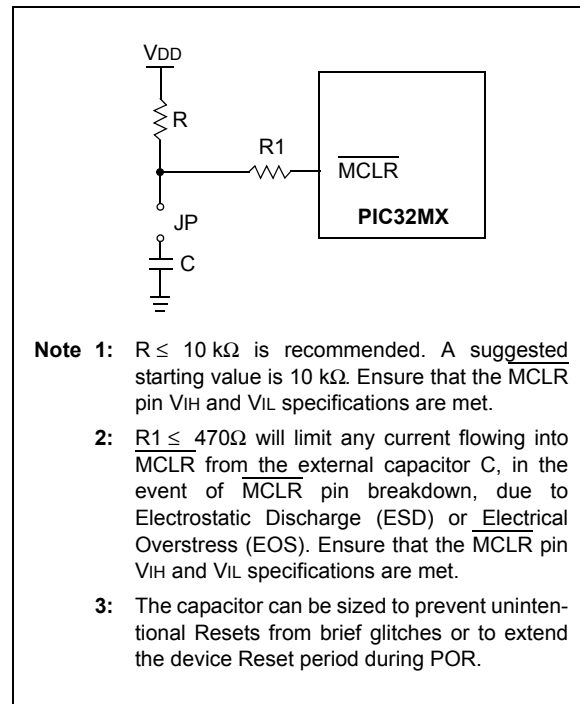 VDD
R
R1
MCLR
JP
PIC32MX
C
Note 1: R ≤ 10 kΩ is recommended. A suggested
starting value is 10 kΩ. Ensure that the MCLR
pin VIH and VIL specifications are met.
2: R1 ≤ 470Ω will limit any current flowing into
MCLR from the external capacitor C, in the
event of MCLR pin breakdown, due to
Electrostatic Discharge (ESD) or Electrical
Overstress (EOS). Ensure that the MCLR pin
VIH and VIL specifications are met.
3: The capacitor can be sized to prevent uninten-
tional Resets from brief glitches or to extend
the device Reset period during POR.